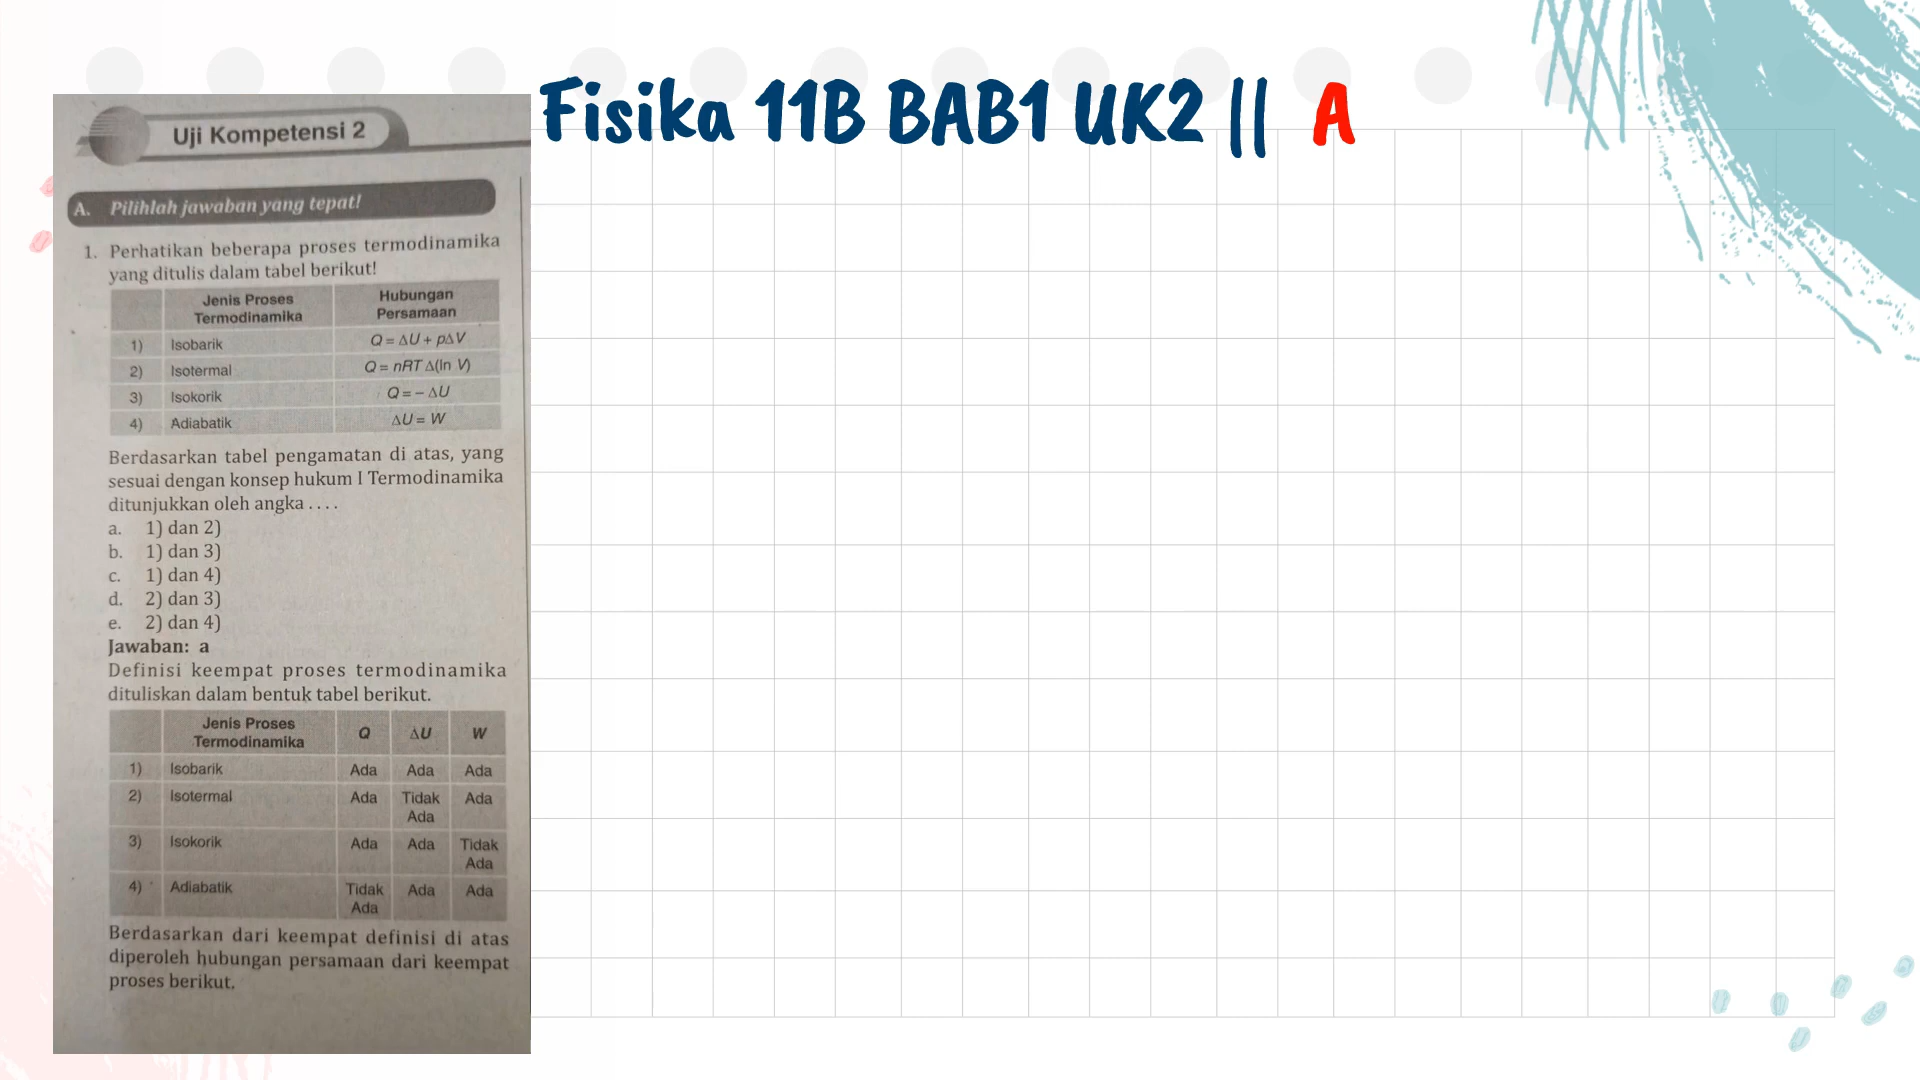 Fisika 11B BAB1 UK2 || A
Uji Kompetensi 2
A. Pilihlah jawaban yang tepat!
1. Perhatikan beberapa proses termodinamika
yang ditulis dalam tabel berikut!
Jenis Proses Termodinamika Hubungan Persamaan
1) Isobarik Q = ΔU + pΔV
2) Isotermal Q = nRT Δ(ln V)
3) Isokorik Q = – ΔU
4) Adiabatik ΔU = W
Berdasarkan tabel pengamatan di atas, yang
sesuai dengan konsep hukum I Termodinamika
ditunjukkan oleh angka . . . .
a. 1) dan 2)
b. 1) dan 3)
c. 1) dan 4)
d. 2) dan 3)
e. 2) dan 4)
Jawaban: a
Definisi keempat proses termodinamika
dituliskan dalam bentuk tabel berikut.
Jenis Proses Termodinamika Q ΔU W
1) Isobarik Ada Ada Ada
2) Isotermal Ada Tidak Ada Ada
3) Isokorik Ada Ada Tidak Ada
4) Adiabatik Tidak Ada Ada Ada
Berdasarkan dari keempat definisi di atas
diperoleh hubungan persamaan dari keempat
proses berikut.